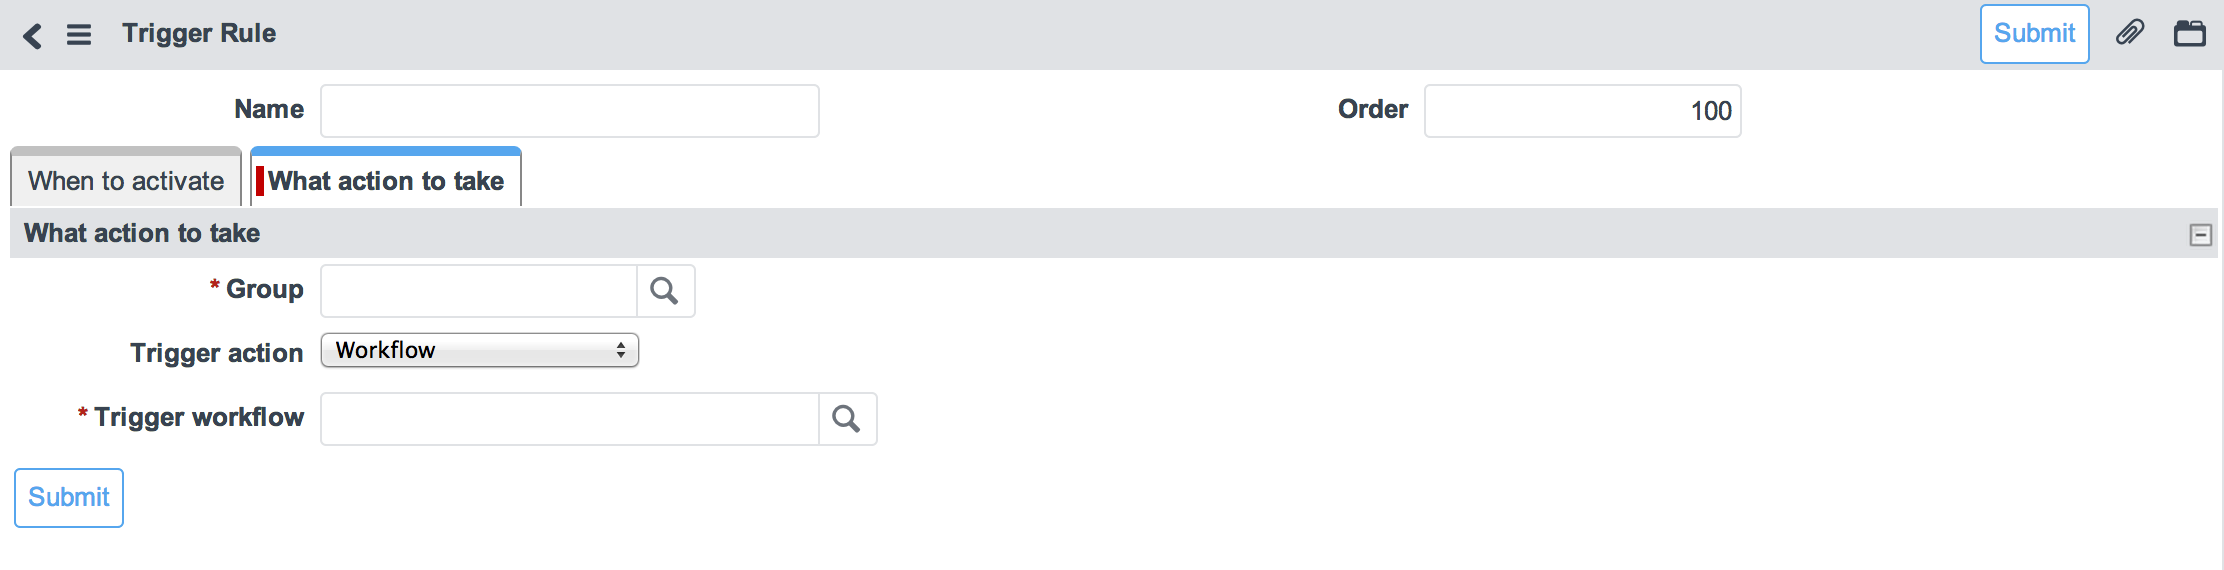 Trigger Rule
Submit
Name
Order
100
When to activate
What action to take
What action to take
* Group
Trigger action
Workflow
* Trigger workflow
Submit